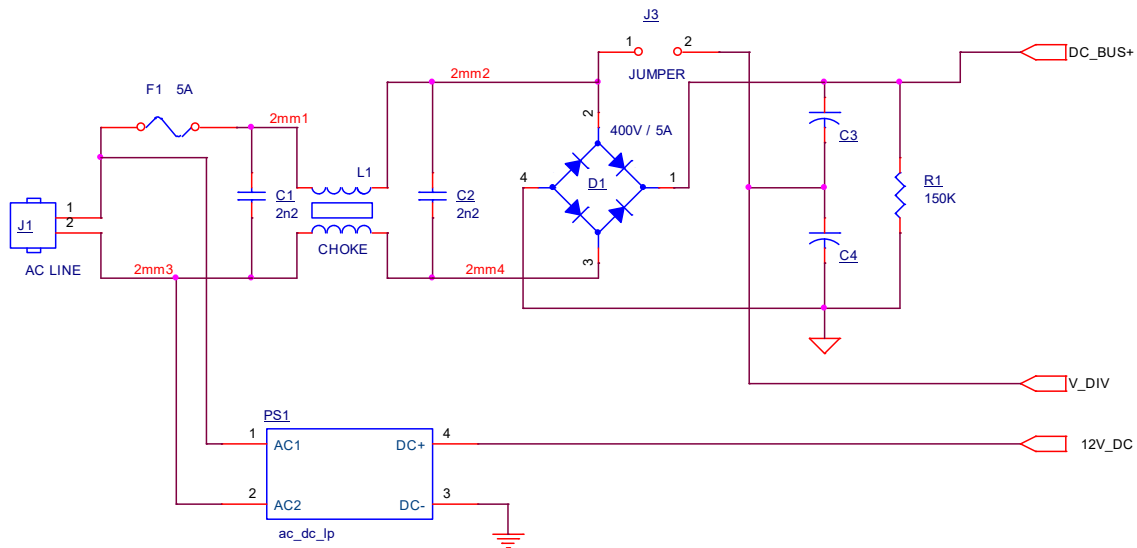 J3
1
2
JUMPER
DC_BUS+
F1 5A
2mm1
2mm2
2
400V / 5A
C3
L1
C1
2n2
C2
2n2
4
D1
1
R1
150K
J1
1
2
CHOKE
C4
AC LINE
2mm3
2mm4
3
V_DIV
PS1
1
AC1
DC+
4
12V_DC
2
AC2
DC-
3
ac_dc_lp